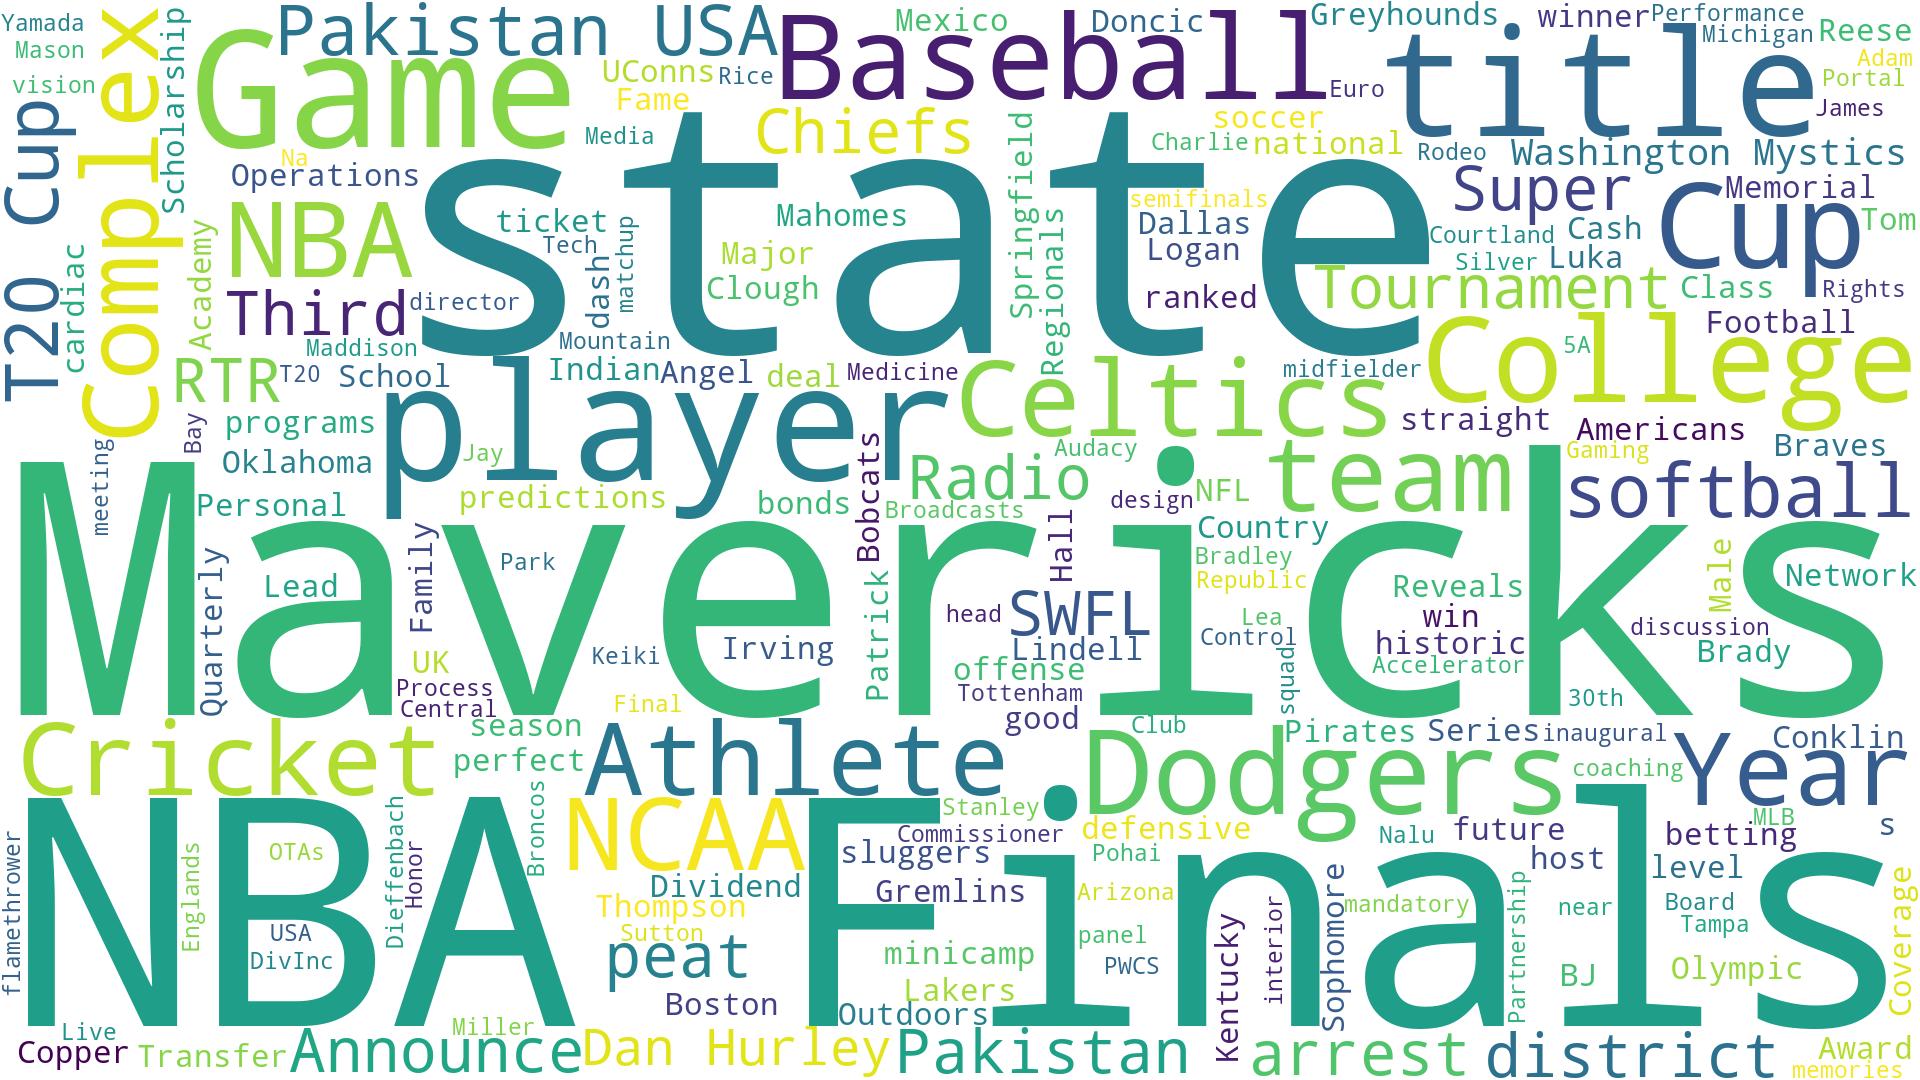 Yamada
Mason
vision
Complex
Scholarship
Game
Pakistan USA
Baseball
Mexico
Doncic
Greyhounds
winner
Performance
Michigan
Reese
title
Adam
Portal
James
UConns
Rice
Fame
Euro
T20 Cup
Media
Chiefs
soccer
Charlie
national
Rodeo
Washington Mystics
Na
Operations
state
Springfield
semifinals
Super
Memorial
Cup
Tom
NBA
ticket
Tech
matchup
Mahomes
Dallas
Logan
Courtland
Cash
Silver
Luka
cardiac
Academy
dash
Major
Clough
Regionals
ranked
Tournament
Class
Rights
Third
director
Mountain
Maddison
Football
College
5A
RTR
T20
School
Indian
Angel
deal
Medicine
Celtics
midfielder
player
straight
Americans
Braves
programs
Bay
Oklahoma
Jay
meeting
Bobcats
Audacy
Radio
team
Gaming
softball
Personal
predictions
bonds
Broadcasts
design
NFL
Mavericks
Quarterly
Lead
Family
Park
Hall
Country
Bradley
Republic
Male
Network
Patrick
head
SWFL
Reveals
win
historic
Lea
Control
discussion
Brady
UK
Keiki
Irving
Lindell
offense
Accelerator
squad
Process
Central
Final
Tottenham
good
30th
Cricket
season
perfect
Athlete
Club
Dodgers
Pirates
Series
inaugural
Conklin
Year
coaching
NBA Finals
flamethrower
Englands
OTAs
Dieffenbach
Honor
Broncos
NCAA
Stanley
Commissioner
defensive
Nalu
future
betting
MLB
s
sluggers
Pohai
host
level
USA
DivInc
Dividend
Gremlins
Arizona
Sophomore
mandatory
Partnership
near
Board
Tampa
Coverage
Thompson
Sutton
peat
minicamp
panel
PWCS
Kentucky
interior
BJ
Olympic
Boston
Lakers
Outdoors
Live
Miller
Copper
Transfer
Announce
Dan Hurley
Pakistan
arrest
district
Award
memories